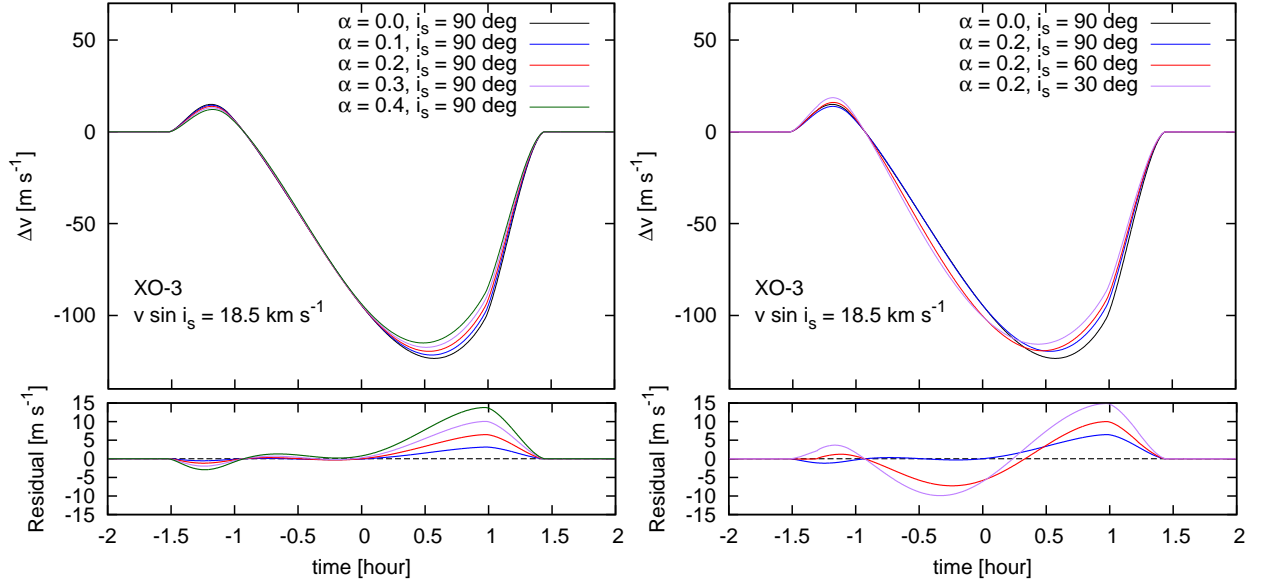 α = 0.0, i_s = 90 deg
α = 0.1, i_s = 90 deg
α = 0.2, i_s = 90 deg
α = 0.3, i_s = 90 deg
α = 0.4, i_s = 90 deg
50
0
-50
-100
Δv [m s⁻¹]
XO-3
v sin i_s = 18.5 km s⁻¹
15
10
5
0
-5
-10
-15
Residual [m s⁻¹]
-2 -1.5 -1 -0.5 0 0.5 1 1.5 2
time [hour]
α = 0.0, i_s = 90 deg
α = 0.2, i_s = 90 deg
α = 0.2, i_s = 60 deg
α = 0.2, i_s = 30 deg
50
0
-50
-100
Δv [m s⁻¹]
XO-3
v sin i_s = 18.5 km s⁻¹
15
10
5
0
-5
-10
-15
Residual [m s⁻¹]
-2 -1.5 -1 -0.5 0 0.5 1 1.5 2
time [hour]